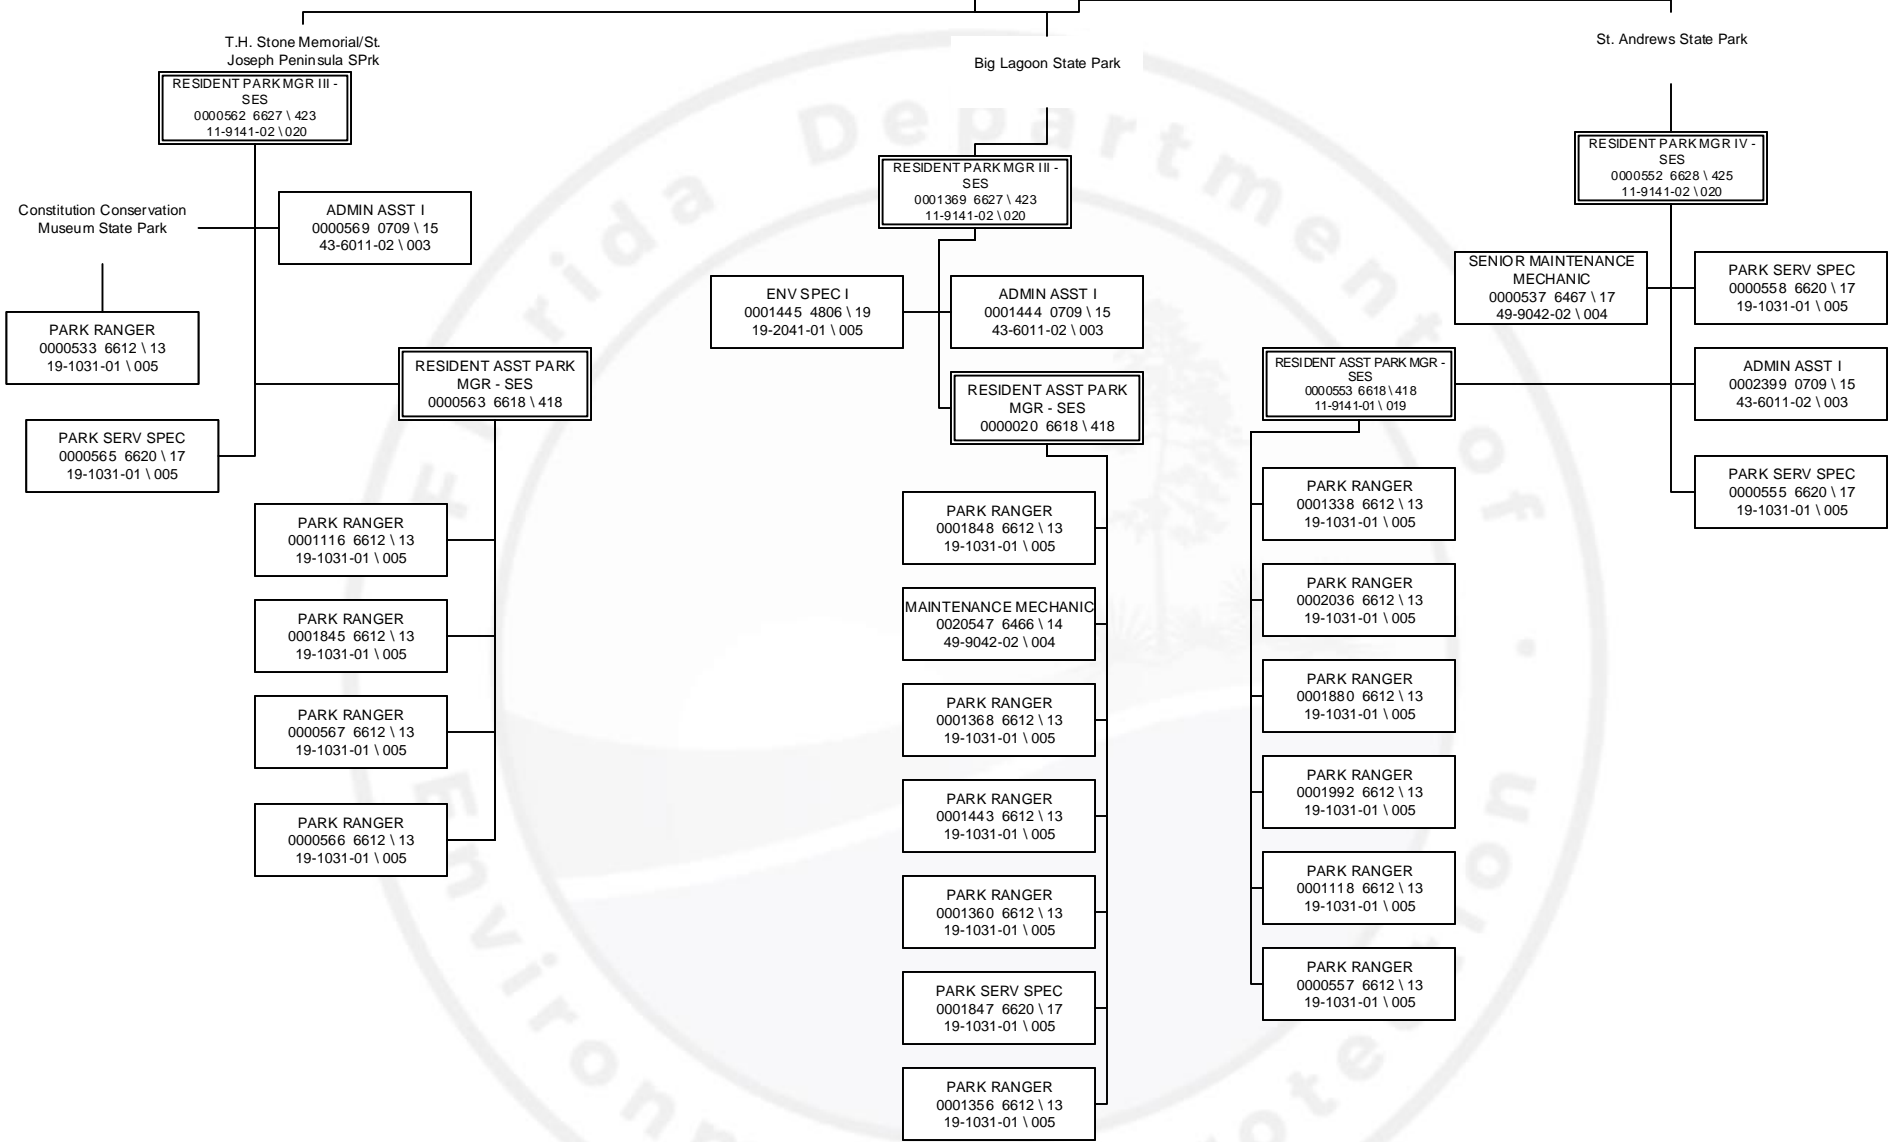 T.H. Stone Memorial/St.
Joseph Peninsula SPrk
RESIDENT PARK MGR III -
SES
0000562 6627 \ 423
11-9141-02 \ 020
Constitution Conservation
Museum State Park
ADMIN ASST I
0000569 0709 \ 15
43-6011-02 \ 003
PARK RANGER
0000533 6612 \ 13
19-1031-01 \ 005
RESIDENT ASST PARK
MGR - SES
0000563 6618 \ 418
PARK SERV SPEC
0000565 6620 \ 17
19-1031-01 \ 005
PARK RANGER
0001116 6612 \ 13
19-1031-01 \ 005
PARK RANGER
0001845 6612 \ 13
19-1031-01 \ 005
PARK RANGER
0000567 6612 \ 13
19-1031-01 \ 005
PARK RANGER
0000566 6612 \ 13
19-1031-01 \ 005
Big Lagoon State Park
RESIDENT PARK MGR III -
SES
0001369 6627 \ 423
11-9141-02 \ 020
ENV SPEC I
0001445 4806 \ 19
19-2041-01 \ 005
ADMIN ASST I
0001444 0709 \ 15
43-6011-02 \ 003
RESIDENT ASST PARK
MGR - SES
0000020 6618 \ 418
PARK RANGER
0001848 6612 \ 13
19-1031-01 \ 005
MAINTENANCE MECHANIC
0020547 6466 \ 14
49-9042-02 \ 004
PARK RANGER
0001368 6612 \ 13
19-1031-01 \ 005
PARK RANGER
0001443 6612 \ 13
19-1031-01 \ 005
PARK RANGER
0001360 6612 \ 13
19-1031-01 \ 005
PARK SERV SPEC
0001847 6620 \ 17
19-1031-01 \ 005
PARK RANGER
0001356 6612 \ 13
19-1031-01 \ 005
St. Andrews State Park
RESIDENT PARK MGR IV -
SES
0000552 6628 \ 425
11-9141-02 \ 020
SENIOR MAINTENANCE
MECHANIC
0000537 6467 \ 17
49-9042-02 \ 004
PARK SERV SPEC
0000558 6620 \ 17
19-1031-01 \ 005
RESIDENT ASST PARK MGR -
SES
0000553 6618 \ 418
11-9141-01 \ 019
ADMIN ASST I
0002399 0709 \ 15
43-6011-02 \ 003
PARK SERV SPEC
0000555 6620 \ 17
19-1031-01 \ 005
PARK RANGER
0001338 6612 \ 13
19-1031-01 \ 005
PARK RANGER
0002036 6612 \ 13
19-1031-01 \ 005
PARK RANGER
0001880 6612 \ 13
19-1031-01 \ 005
PARK RANGER
0001992 6612 \ 13
19-1031-01 \ 005
PARK RANGER
0001118 6612 \ 13
19-1031-01 \ 005
PARK RANGER
0000557 6612 \ 13
19-1031-01 \ 005
Department of